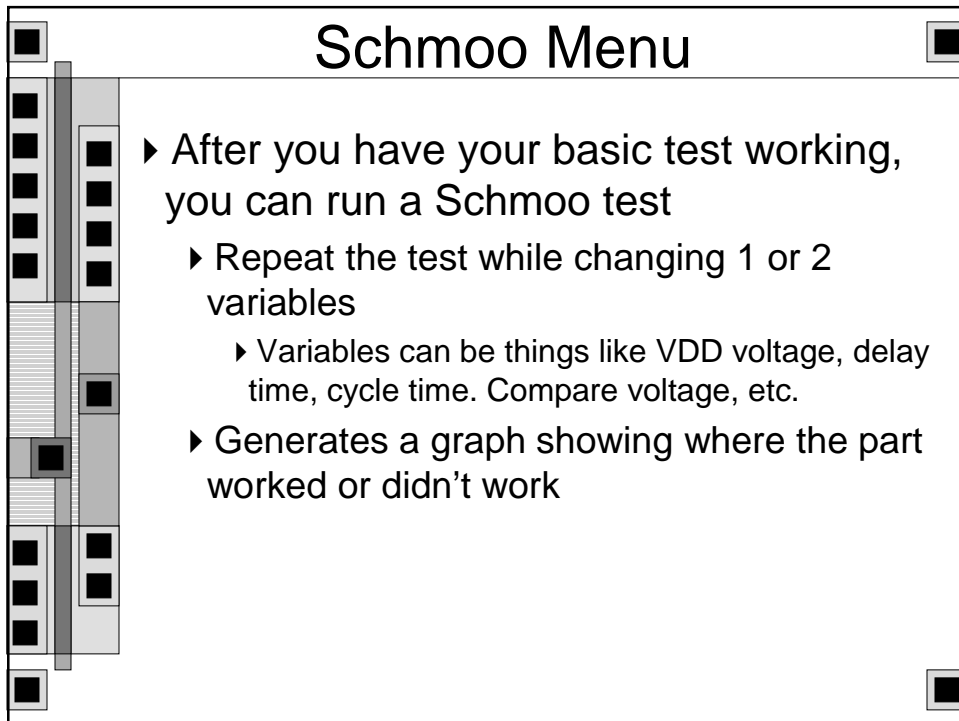 Schmoo Menu
After you have your basic test working,
you can run a Schmoo test
Repeat the test while changing 1 or 2
variables
Variables can be things like VDD voltage, delay
time, cycle time. Compare voltage, etc.
Generates a graph showing where the part
worked or didn’t work